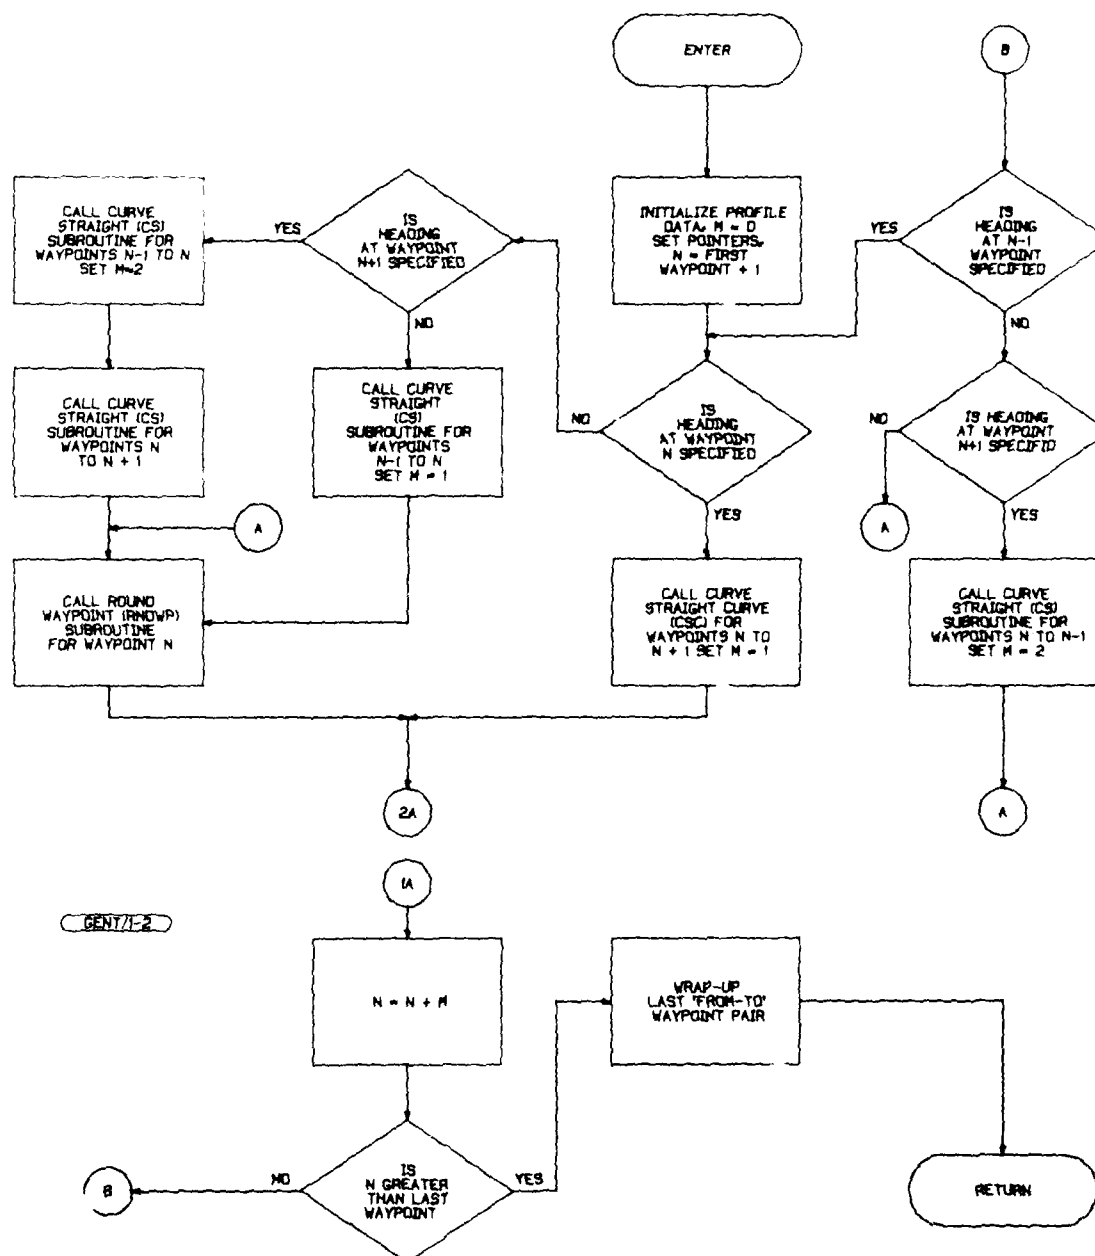 ENTER
B
CALL CURVE
STRAIGHT (CS)
SUBROUTINE FOR
WAYPOINTS N-1 TO N
SET M=2
YES
IS
HEADING
AT WAYPOINT
N+1 SPECIFIED
NO
INITIALIZE PROFILE
DATA, M = 0
SET POINTERS,
N = FIRST
WAYPOINT + 1
YES
IS
HEADING
AT N-1
WAYPOINT
SPECIFIED
NO
CALL CURVE
STRAIGHT (CS)
SUBROUTINE FOR
WAYPOINTS N
TO N + 1
CALL CURVE
STRAIGHT
(CS)
SUBROUTINE FOR
WAYPOINTS
N-1 TO N
SET M = 1
NO
IS
HEADING
AT WAYPOINT
N SPECIFIED
YES
NO
IS HEADING
AT WAYPOINT
N+1 SPECIFID
YES
A
A
CALL ROUND
WAYPOINT (RNDWP)
SUBROUTINE
FOR WAYPOINT N
CALL CURVE
STRAIGHT CURVE
(CSC) FOR
WAYPOINTS N TO
N + 1 SET M = 1
CALL CURVE
STRAIGHT (CS)
SUBROUTINE FOR
WAYPOINTS N TO N-1
SET M = 2
2A
A
1A
GENT/1-2
N = N + M
WRAP-UP
LAST "FROM-TO"
WAYPOINT PAIR
NO
IS
N GREATER
THAN LAST
WAYPOINT
YES
B
RETURN